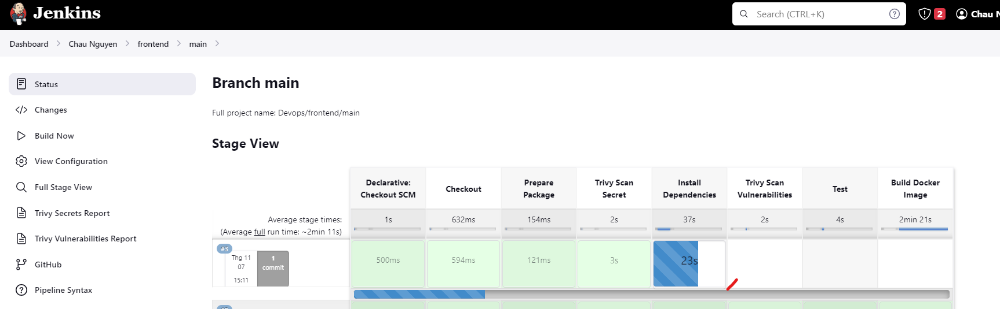 Jenkins
Search (CTRL+K)
2
Chau N
Dashboard
Chau Nguyen
frontend
main
Status
Changes
Build Now
View Configuration
Full Stage View
Trivy Secrets Report
Trivy Vulnerabilities Report
GitHub
Pipeline Syntax
Branch main
Full project name: Devops/frontend/main
Stage View
Declarative:
Checkout SCM
Checkout
Prepare
Package
Trivy Scan
Secret
Install
Dependencies
Trivy Scan
Vulnerabilities
Test
Build Docker
Image
Average stage times:
(Average full run time: ~2min 11s)
1s
632ms
154ms
2s
37s
2s
4s
2min 21s
#3
Thg 11
07
15:11
1
commit
500ms
594ms
121ms
3s
23s